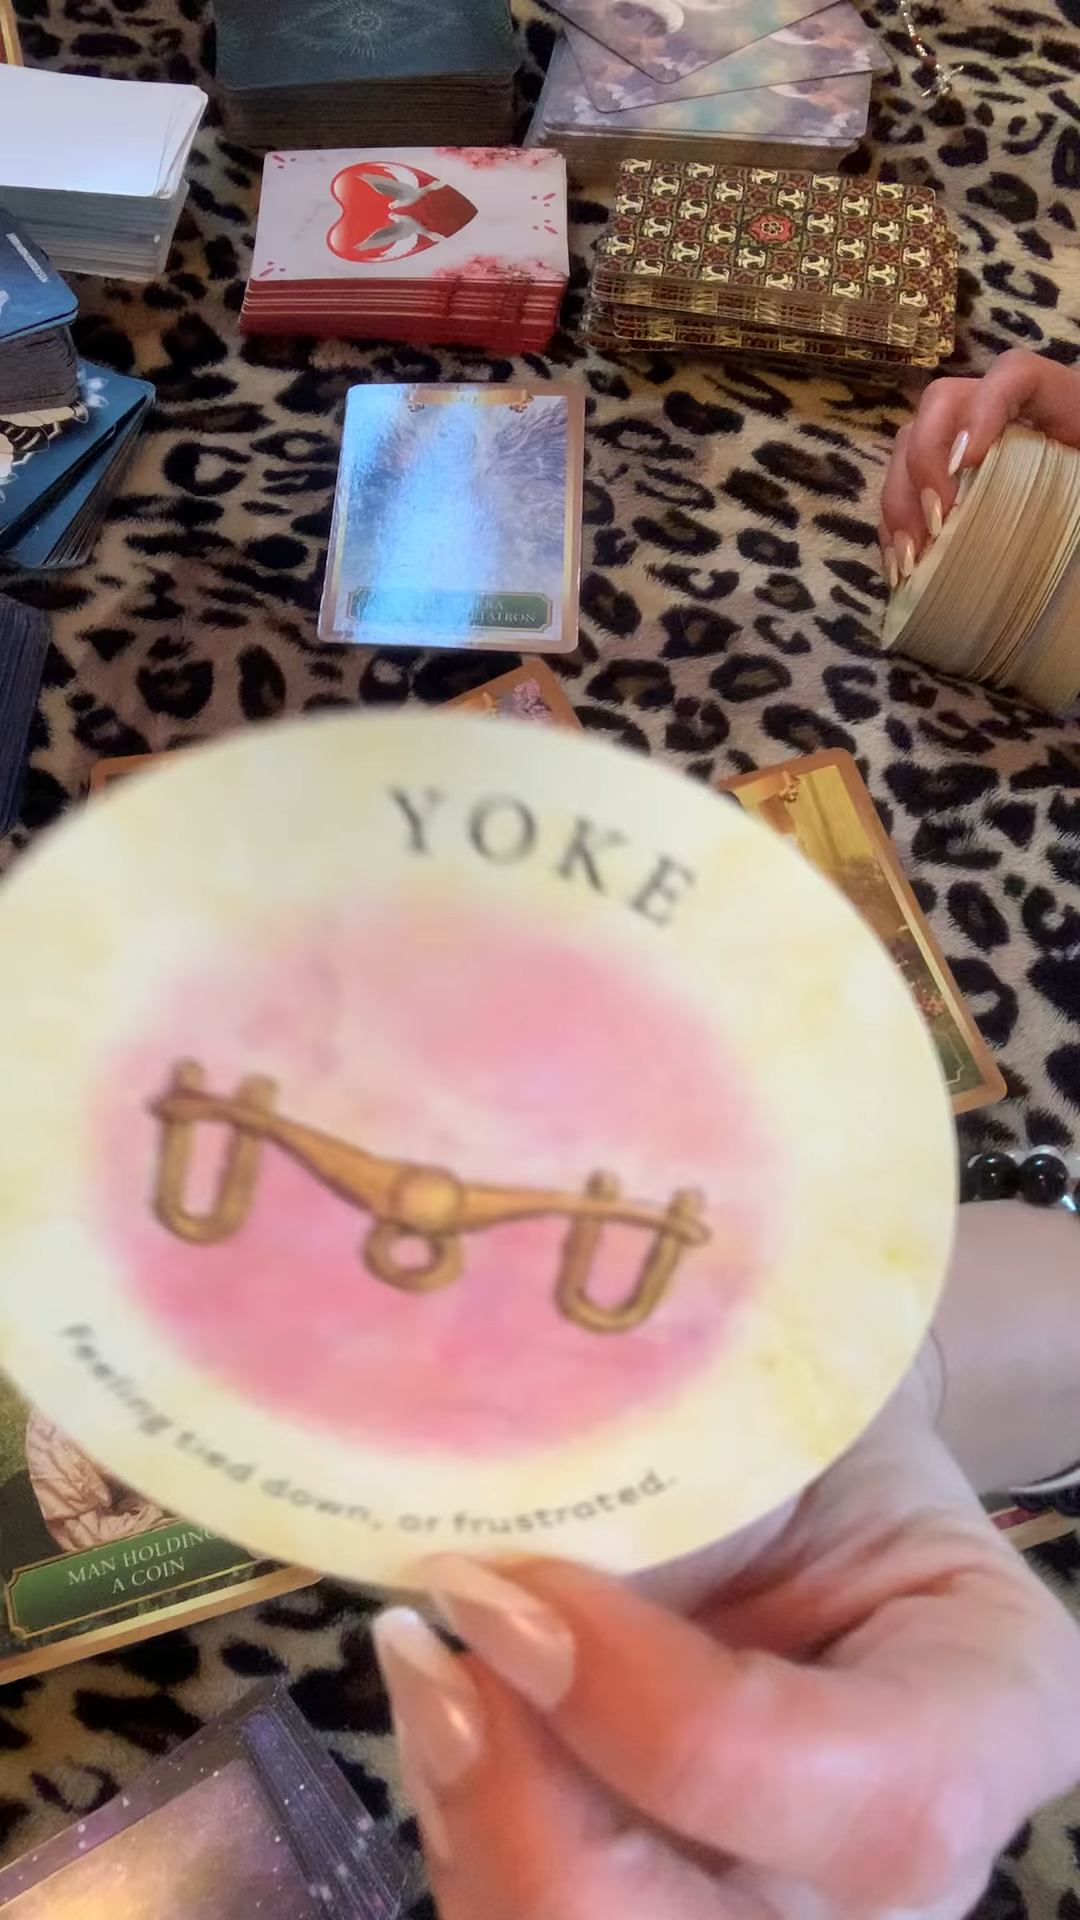 YOKE
Feeling tied down, or frustrated.
MAN HOLDING
A COIN